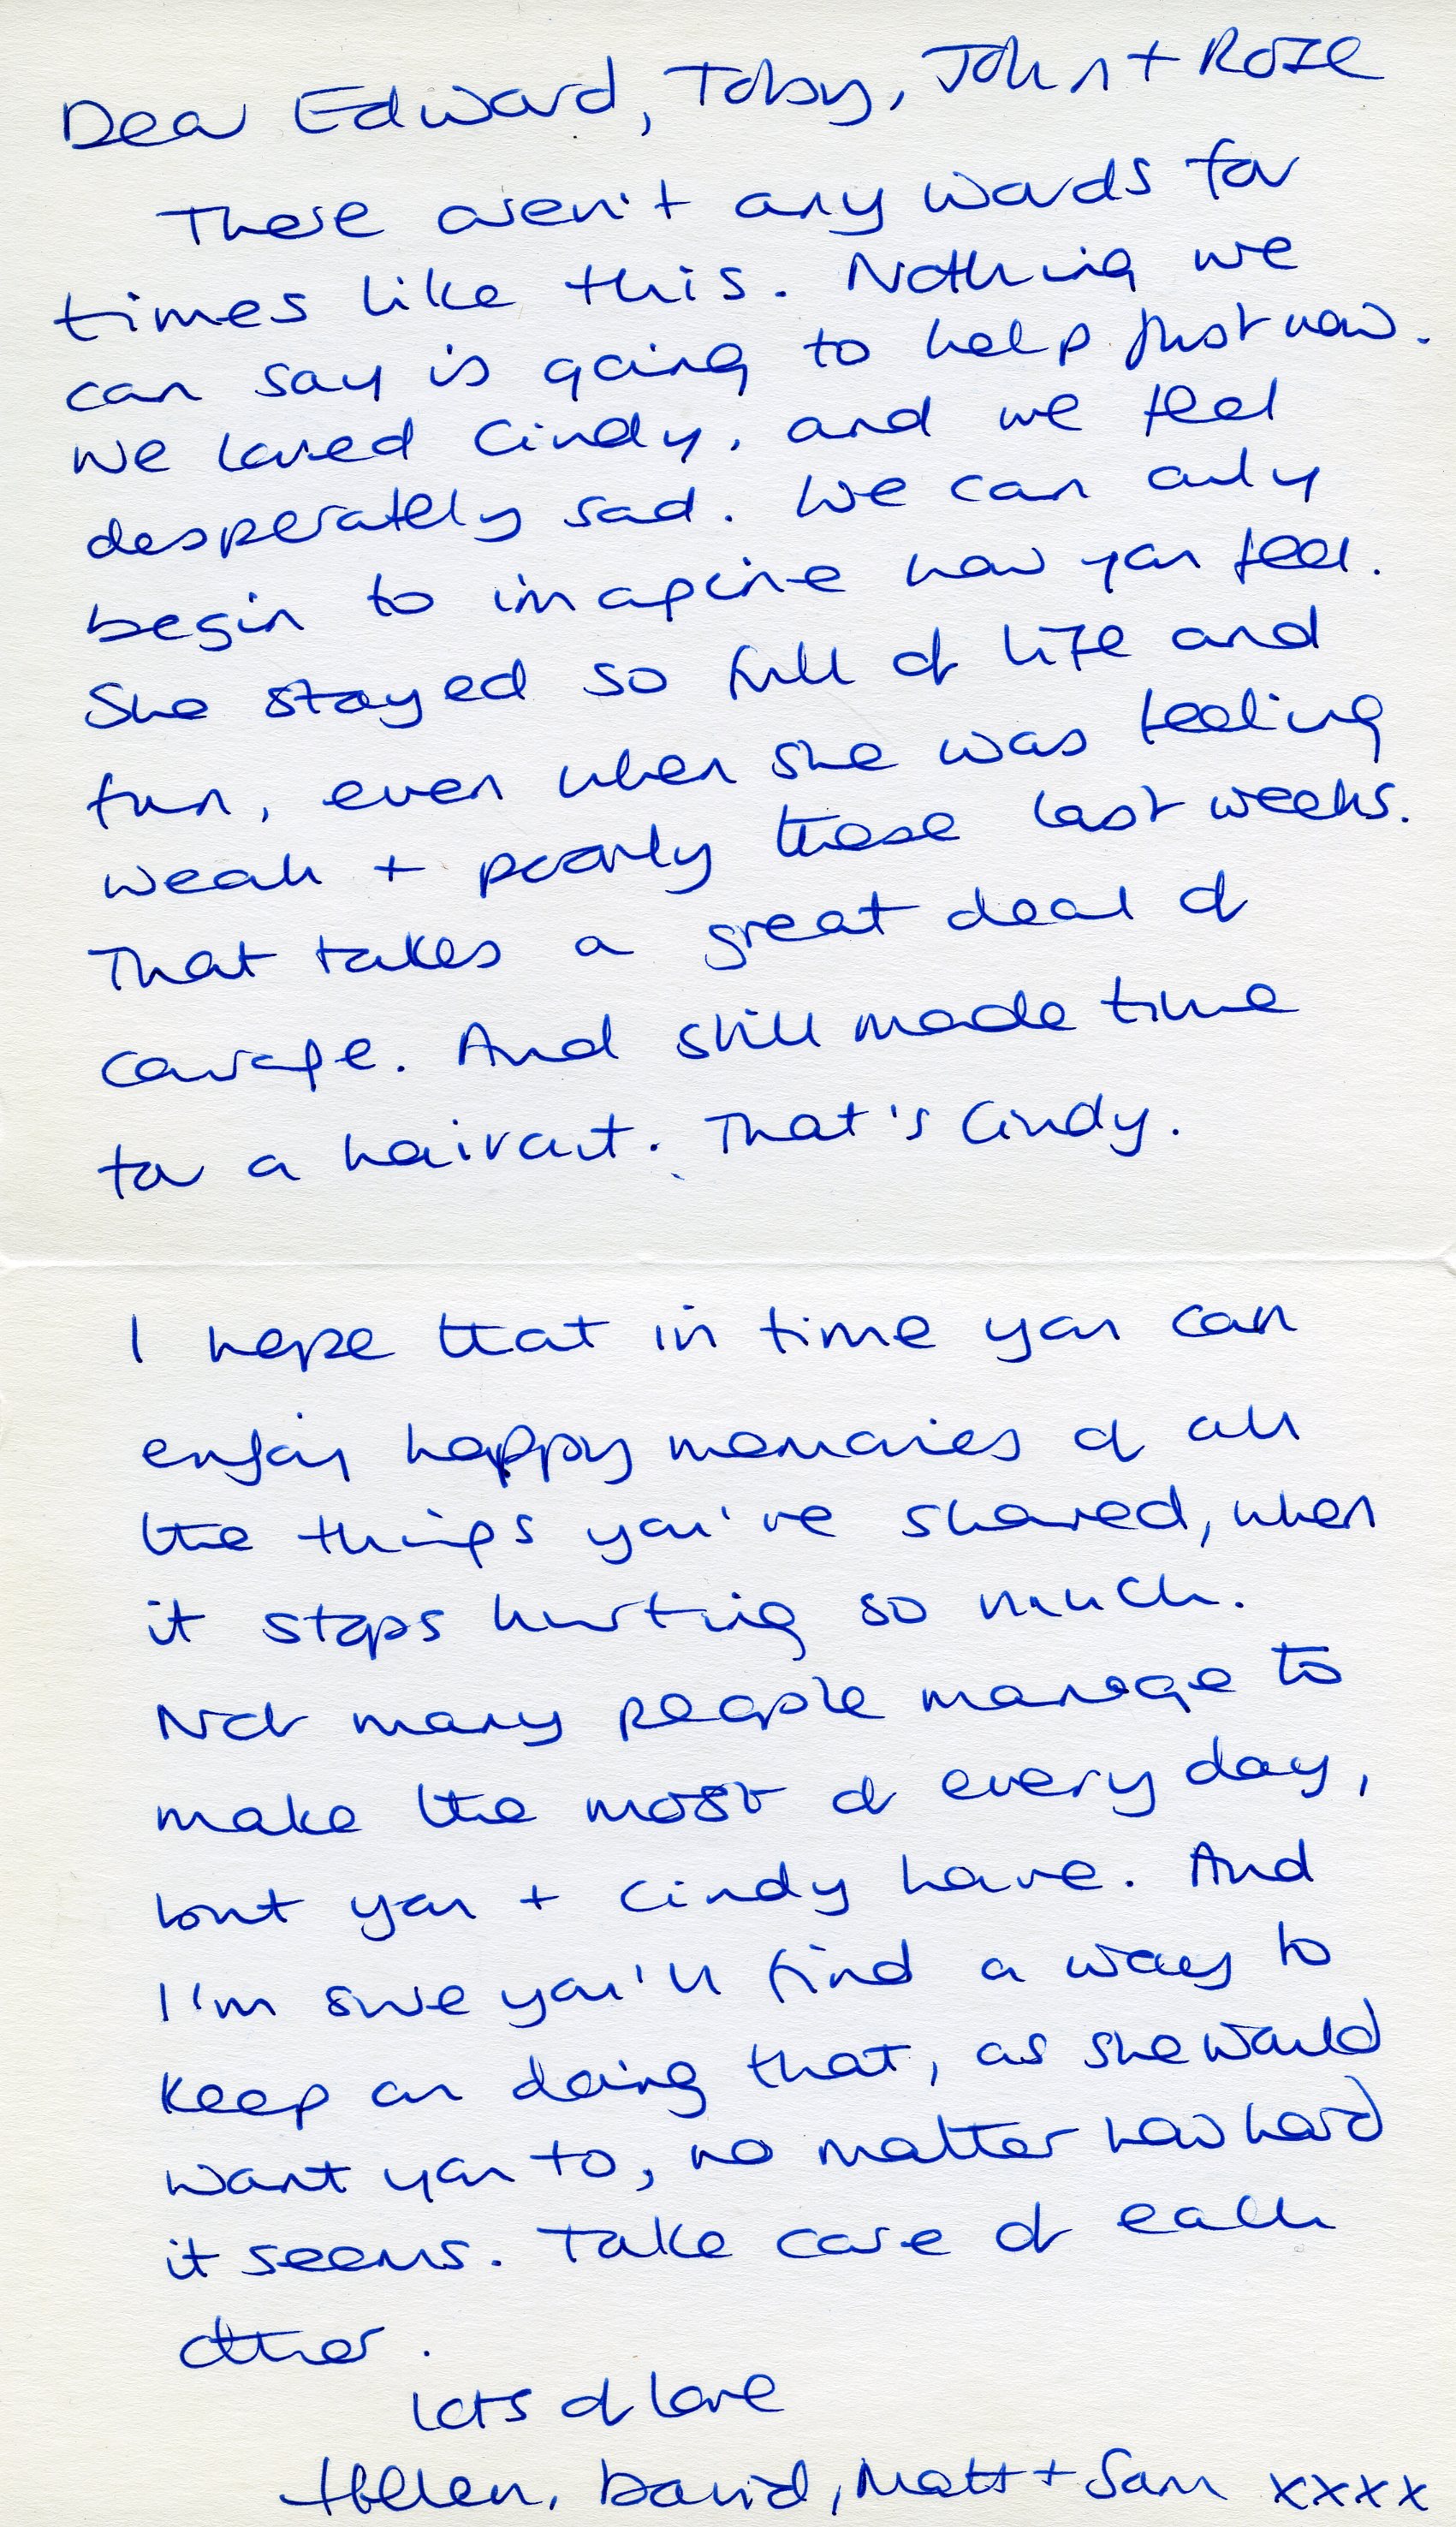 Dear Edward, Toby, John + Rose
There aren't any words for
times like this. Nothing we
can say is going to help just now.
We loved Cindy, and we feel
desperately sad. We can only
begin to imagine how you feel.
She stayed so full of life and
fun, even when she was feeling
weak + poorly these last weeks.
That takes a great deal of
courage. And still made time
for a haircut. That's Cindy.
I hope that in time you can
enjoy happy memories of all
the things you've shared, when
it stops hurting so much.
Not many people manage to
make the most of every day,
but you + Cindy have. And
I'm sure you'll find a way to
keep on doing that, as she would
want you to, no matter how hard
it seems. Take care of each
other.
Lots of love
Helen, David, Matt + Sam xxxx